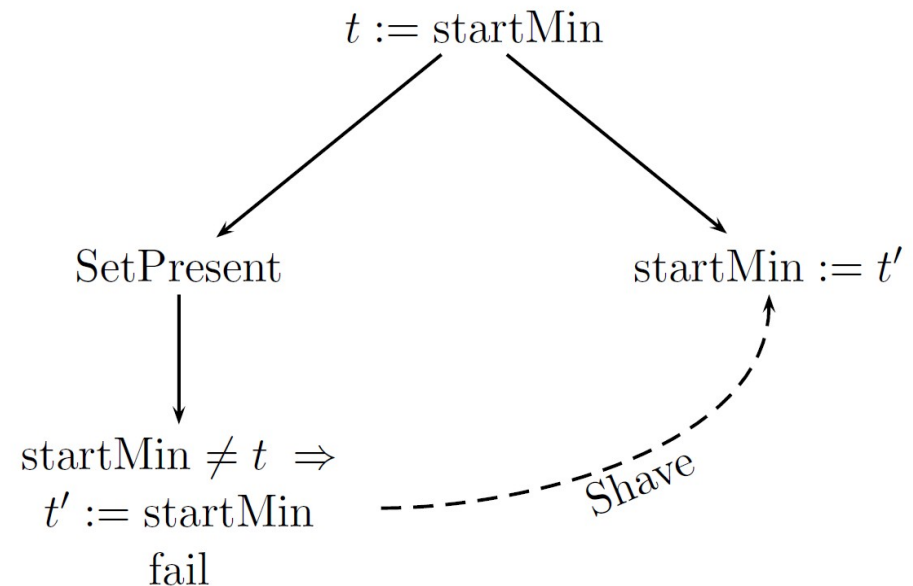 t := startMin
SetPresent
startMin := t′
startMin ≠ t ⇒
t′ := startMin
fail
Shave